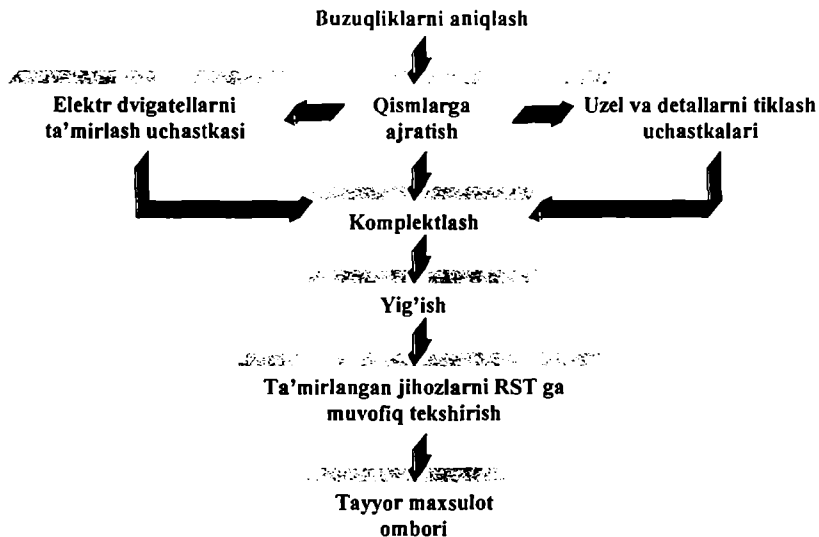 Buzuqliklarni aniqlash
Elektr dvigatellarni
ta'mirlash uchastkasi
Qismlarga
ajratish
Uzel va detallarni tiklash
uchastkalari
Komplektlash
Yig'ish
Ta'mirlangan jihozlarni RST ga
muvofiq tekshirish
Tayyor maxsulot
ombori